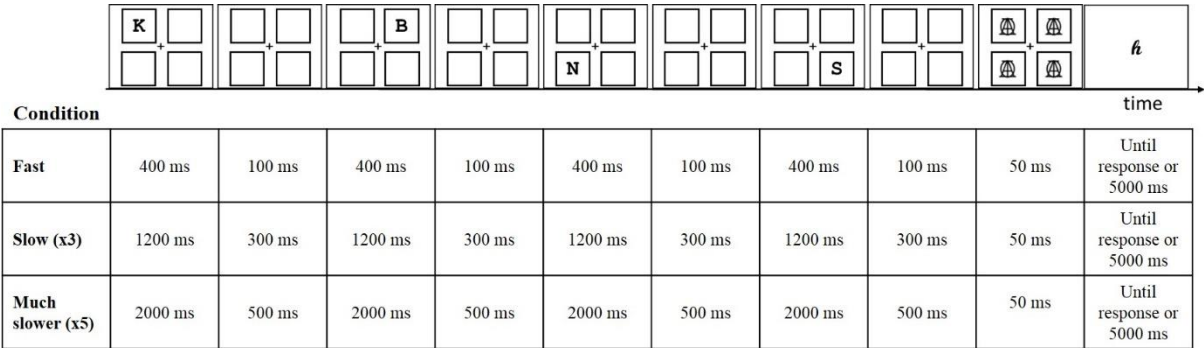 K B N S h
time
Condition
Fast 400 ms 100 ms 400 ms 100 ms 400 ms 100 ms 400 ms 100 ms 50 ms Until response or 5000 ms
Slow (x3) 1200 ms 300 ms 1200 ms 300 ms 1200 ms 300 ms 1200 ms 300 ms 50 ms Until response or 5000 ms
Much slower (x5) 2000 ms 500 ms 2000 ms 500 ms 2000 ms 500 ms 2000 ms 500 ms 50 ms Until response or 5000 ms